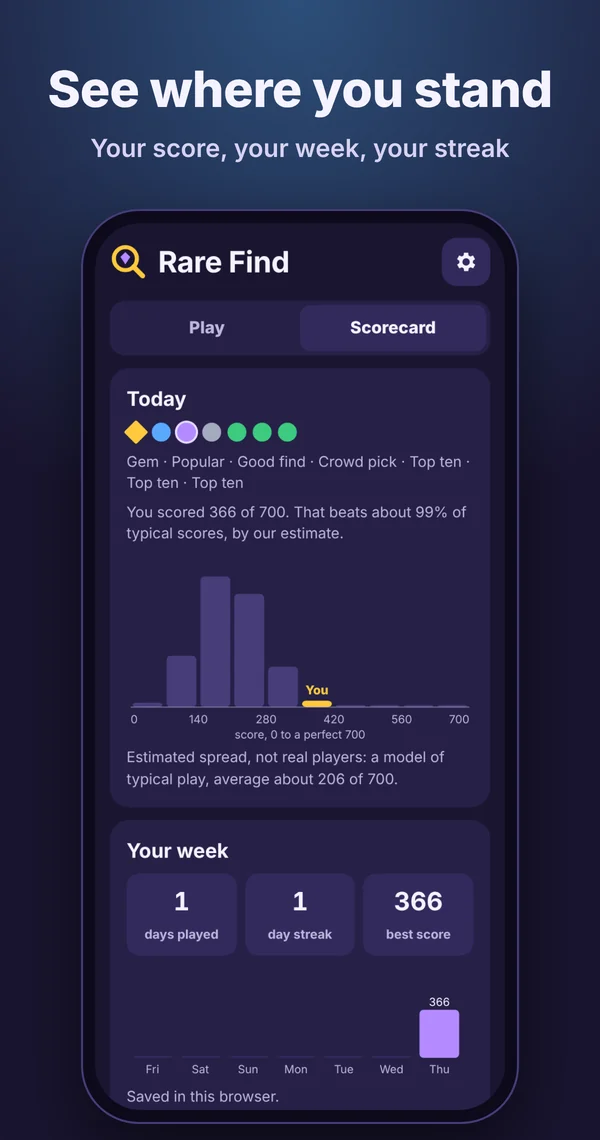 See where you stand
Your score, your week, your streak
Rare Find
Play
Scorecard
Today
Gem · Popular · Good find · Crowd pick · Top ten ·
Top ten · Top ten
You scored 366 of 700. That beats about 99% of
typical scores, by our estimate.
You
0 140 280 420 560 700
score, 0 to a perfect 700
Estimated spread, not real players: a model of
typical play, average about 206 of 700.
Your week
1 1 366
days played day streak best score
366
Fri Sat Sun Mon Tue Wed Thu
Saved in this browser.